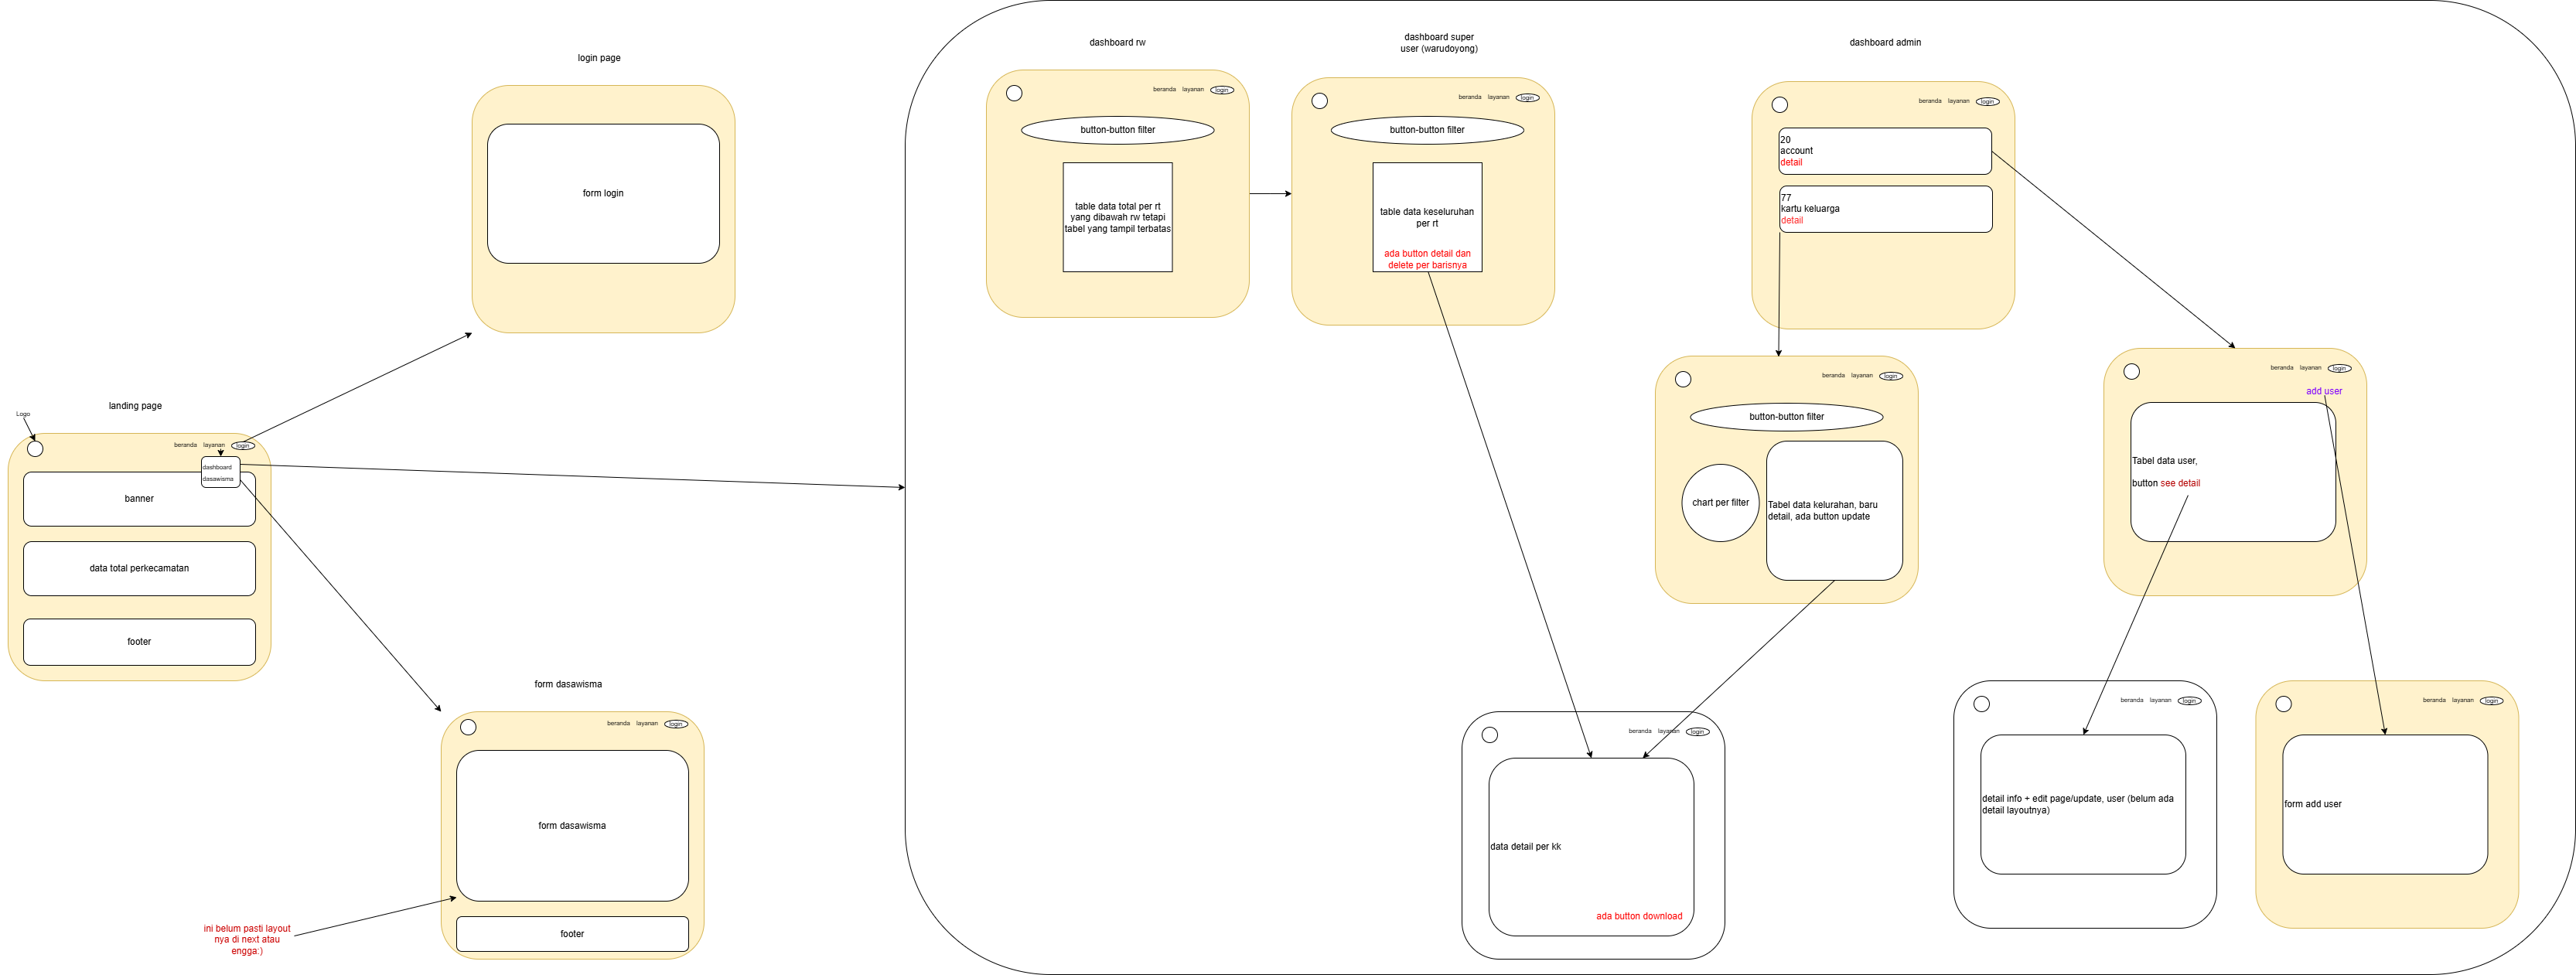 login page
form login
landing page
Logo
beranda layanan login
dashboard
dasawisma
banner
data total perkecamatan
footer
form dasawisma
beranda layanan login
form dasawisma
ini belum pasti layout
nya di next atau
engga:)
footer
dashboard rw
beranda layanan login
button-button filter
table data total per rt
yang dibawah rw tetapi
tabel yang tampil terbatas
dashboard super
user (warudoyong)
beranda layanan login
button-button filter
table data keseluruhan
per rt
ada button detail dan
delete per barisnya
dashboard admin
beranda layanan login
20
account
detail
77
kartu keluarga
detail
beranda layanan login
button-button filter
chart per filter
Tabel data kelurahan, baru
detail, ada button update
beranda layanan login
add user
Tabel data user,
button see detail
beranda layanan login
data detail per kk
ada button download
beranda layanan login
detail info + edit page/update, user (belum ada
detail layoutnya)
beranda layanan login
form add user